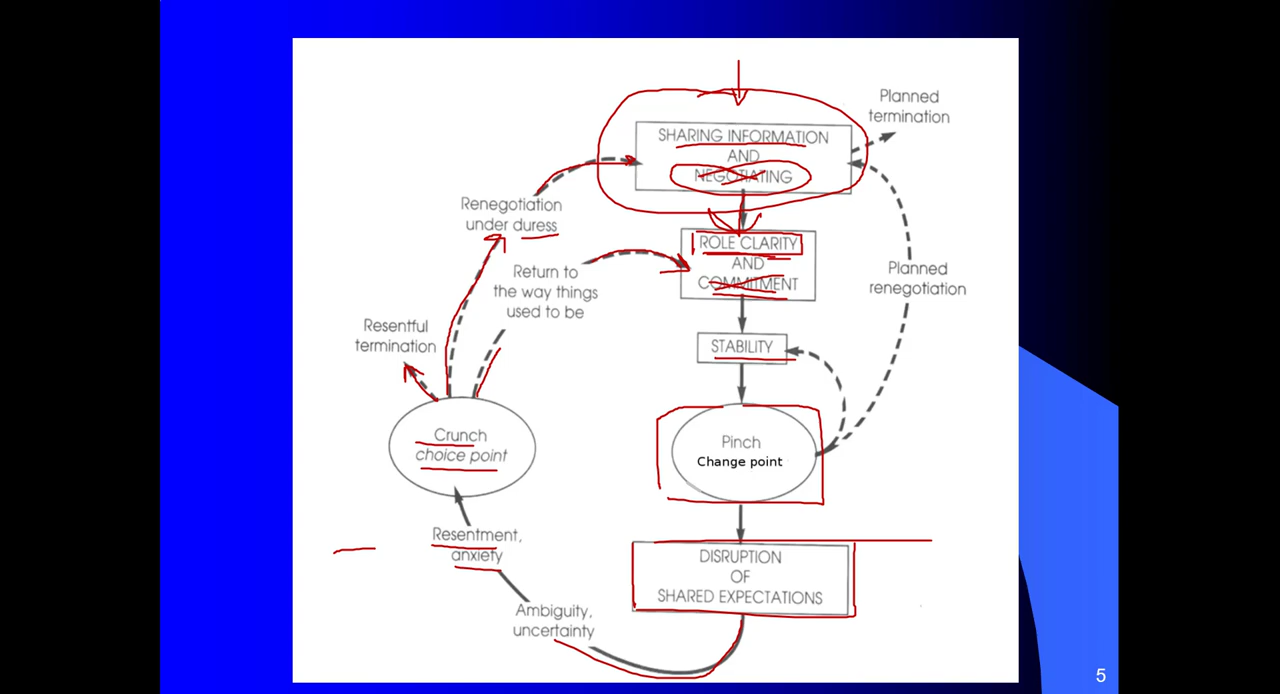 Planned
termination
SHARING INFORMATION
AND
NEGOTIATING
Renegotiation
under duress
ROLE CLARITY
AND
COMMITMENT
Return to
the way things
used to be
Planned
renegotiation
Resentful
termination
STABILITY
Crunch
choice point
Pinch
Change point
Resentment,
anxiety
DISRUPTION
OF
SHARED EXPECTATIONS
Ambiguity,
uncertainty
5